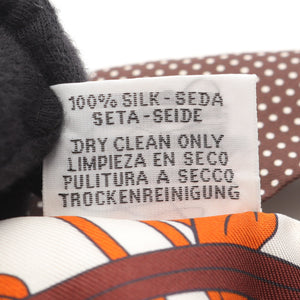 100% SILK-SEDA
SETA-SEIDE
DRY CLEAN ONLY
LIMPIEZA EN SECO
PULITURA A SECCO
TROCKENREINIGUNG